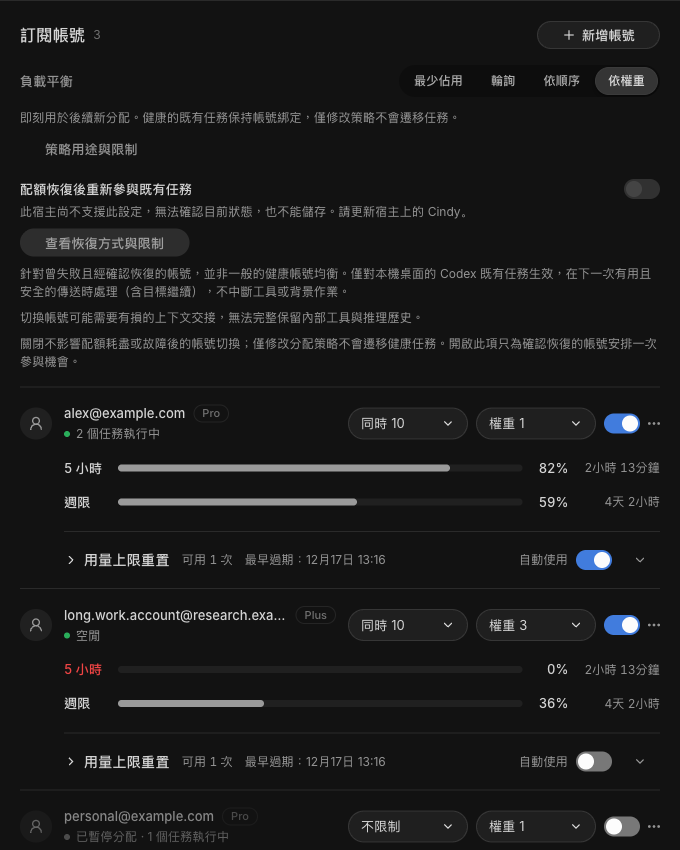 訂閱帳號 3
＋ 新增帳號
負載平衡
最少佔用 輪詢 依順序 依權重
即刻用於後續新分配。健康的既有任務保持帳號綁定，僅修改策略不會遷移任務。
策略用途與限制
配額恢復後重新參與既有任務
此宿主尚不支援此設定，無法確認目前狀態，也不能儲存。請更新宿主上的 Cindy。
查看恢復方式與限制
針對曾失敗且經確認恢復的帳號，並非一般的健康帳號均衡。僅對本機桌面的 Codex 既有任務生效，在下一次有用且
安全的傳送時處理（含目標繼續），不中斷工具或背景作業。
切換帳號可能需要有損的上下文交接，無法完整保留內部工具與推理歷史。
關閉不影響配額耗盡或故障後的帳號切換；僅修改分配策略不會遷移健康任務。開啟此項只為確認恢復的帳號安排一次
參與機會。
alex@example.com Pro
2 個任務執行中
同時 10
權重 1
5 小時 82% 2小時 13分鐘
週限 59% 4天 2小時
用量上限重置 可用 1 次 最早過期：12月17日 13:16 自動使用
long.work.account@research.exa... Plus
空閒
同時 10
權重 3
5 小時 0% 2小時 13分鐘
週限 36% 4天 2小時
用量上限重置 可用 1 次 最早過期：12月17日 13:16 自動使用
personal@example.com Pro
已暫停分配 · 1 個任務執行中
不限制
權重 1